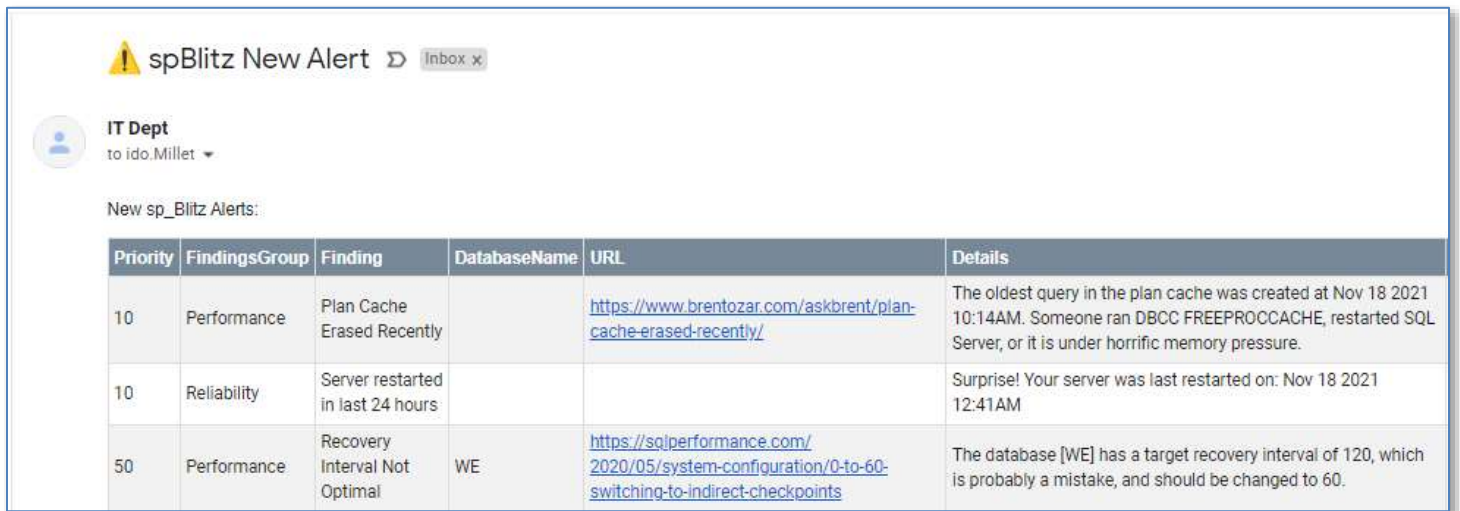 spBlitz New Alert Inbox x
IT Dept
to ido.Millet
New sp_Blitz Alerts:
Priority FindingsGroup Finding DatabaseName URL Details
10 Performance Plan Cache Erased Recently https://www.brentozar.com/askbrent/plan-cache-erased-recently/ The oldest query in the plan cache was created at Nov 18 2021 10:14AM. Someone ran DBCC FREEPROCCACHE, restarted SQL Server, or it is under horrific memory pressure.
10 Reliability Server restarted in last 24 hours Surprise! Your server was last restarted on: Nov 18 2021 12:41AM
50 Performance Recovery Interval Not Optimal WE https://sqlperformance.com/2020/05/system-configuration/0-to-60-switching-to-indirect-checkpoints The database [WE] has a target recovery interval of 120, which is probably a mistake, and should be changed to 60.